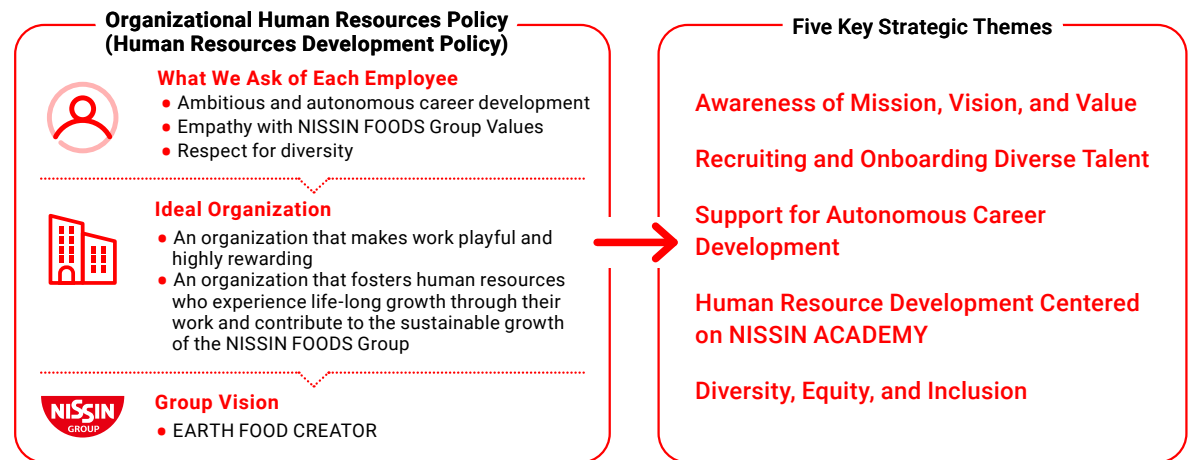 Organizational Human Resources Policy
(Human Resources Development Policy)
What We Ask of Each Employee
• Ambitious and autonomous career development
• Empathy with NISSIN FOODS Group Values
• Respect for diversity
Ideal Organization
• An organization that makes work playful and
highly rewarding
• An organization that fosters human resources
who experience life-long growth through their
work and contribute to the sustainable growth
of the NISSIN FOODS Group
NISSIN
GROUP
Group Vision
• EARTH FOOD CREATOR
Five Key Strategic Themes
Awareness of Mission, Vision, and Value
Recruiting and Onboarding Diverse Talent
Support for Autonomous Career
Development
Human Resource Development Centered
on NISSIN ACADEMY
Diversity, Equity, and Inclusion